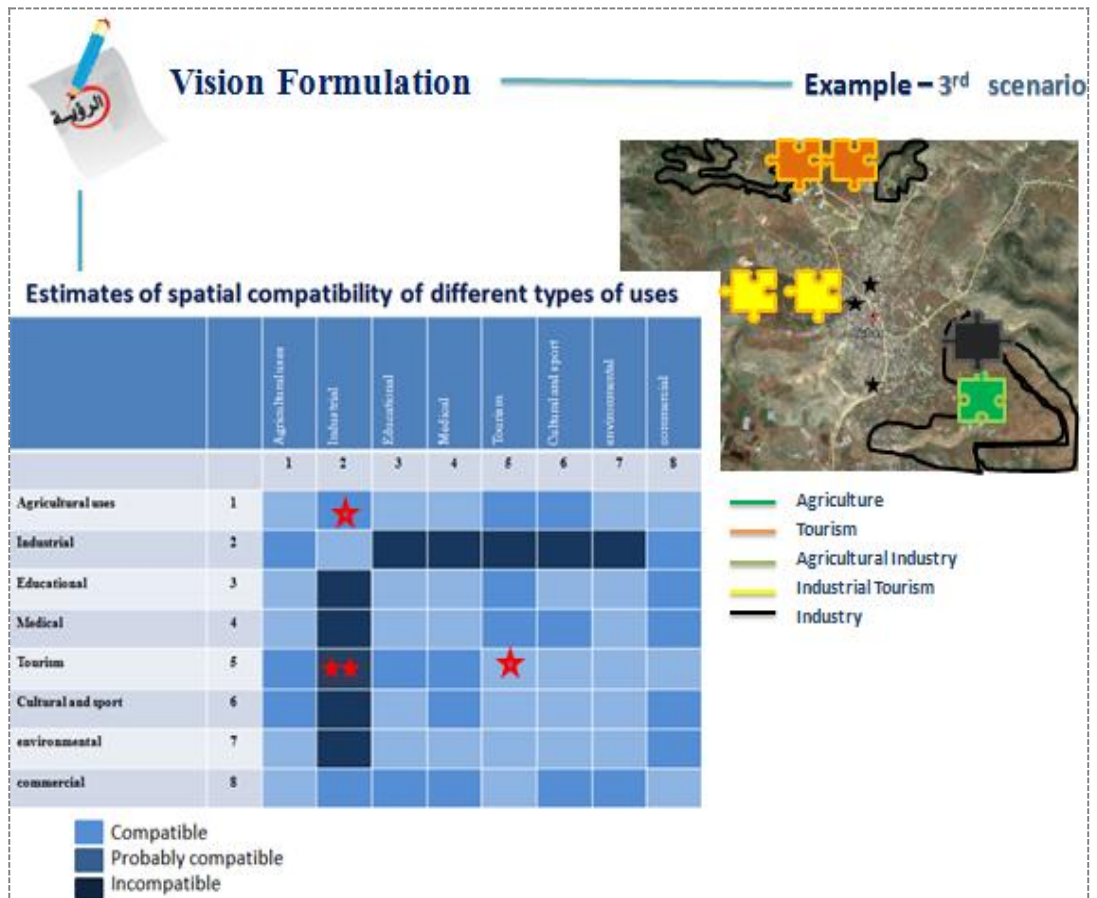 الرؤية
Vision Formulation
Example – 3rd scenario
Estimates of spatial compatibility of different types of uses
Agricultural uses
Industrial
Educational
Medical
Tourism
Cultural and sport
environmental
commercial
1 2 3 4 5 6 7 8
Agricultural uses 1
Industrial 2
Educational 3
Medical 4
Tourism 5
Cultural and sport 6
environmental 7
commercial 8
Compatible
Probably compatible
Incompatible
Agriculture
Tourism
Agricultural Industry
Industrial Tourism
Industry